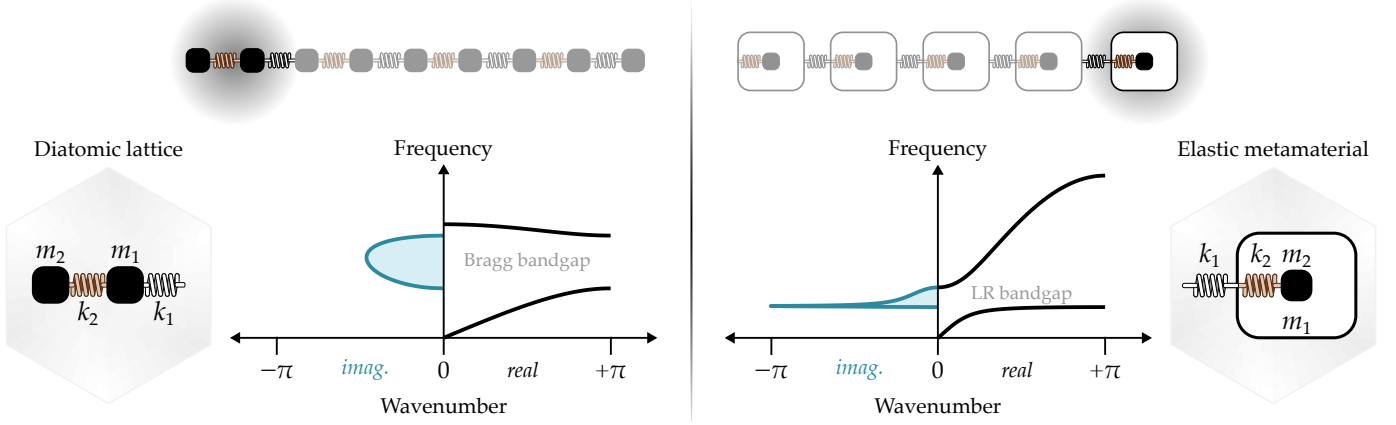 Diatomic lattice
m₂ m₁
k₂ k₁
Frequency
Bragg bandgap
−π imag. 0 real +π
Wavenumber
Frequency
LR bandgap
−π imag. 0 real +π
Wavenumber
Elastic metamaterial
k₁ k₂ m₂
m₁